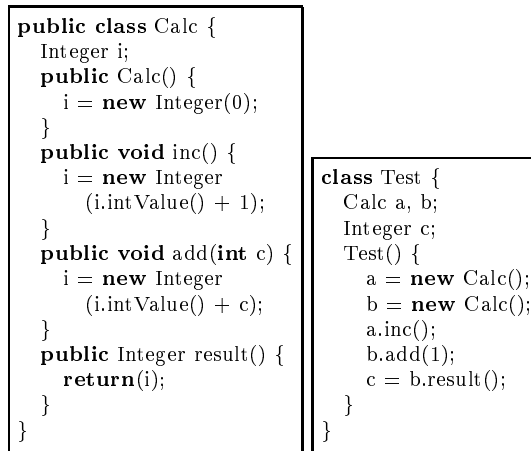 public class Calc {
Integer i;
public Calc() {
i = new Integer(0);
}
public void inc() {
i = new Integer
(i.intValue() + 1);
}
public void add(int c) {
i = new Integer
(i.intValue() + c);
}
public Integer result() {
return(i);
}
}
class Test {
Calc a, b;
Integer c;
Test() {
a = new Calc();
b = new Calc();
a.inc();
b.add(1);
c = b.result();
}
}